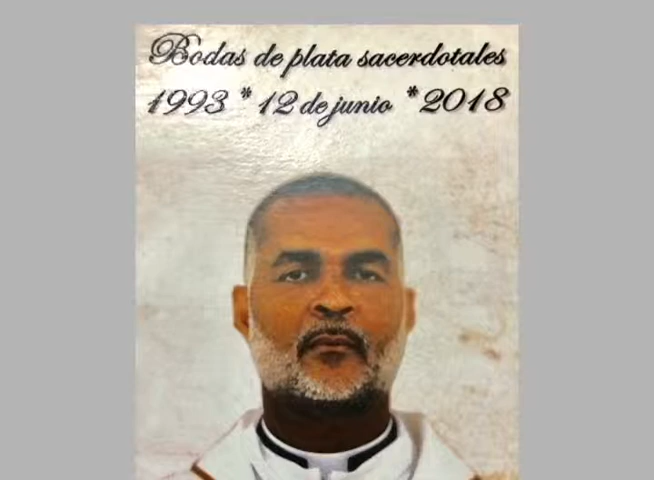 Bodas de plata sacerdotales
1993 * 12 de junio * 2018